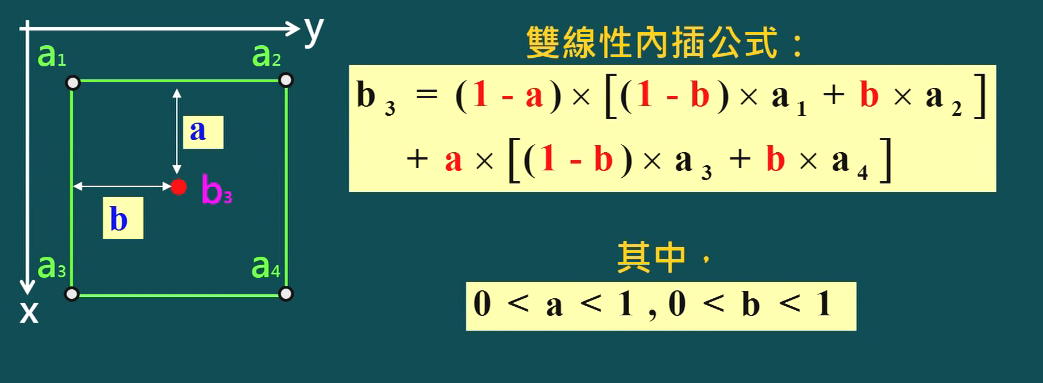 y
a1
a2
a
b3
b
a3
a4
x
雙線性內插公式：
b3 = (1 - a) × [(1 - b) × a1 + b × a2]
+ a × [(1 - b) × a3 + b × a4]
其中，
0 < a < 1 , 0 < b < 1